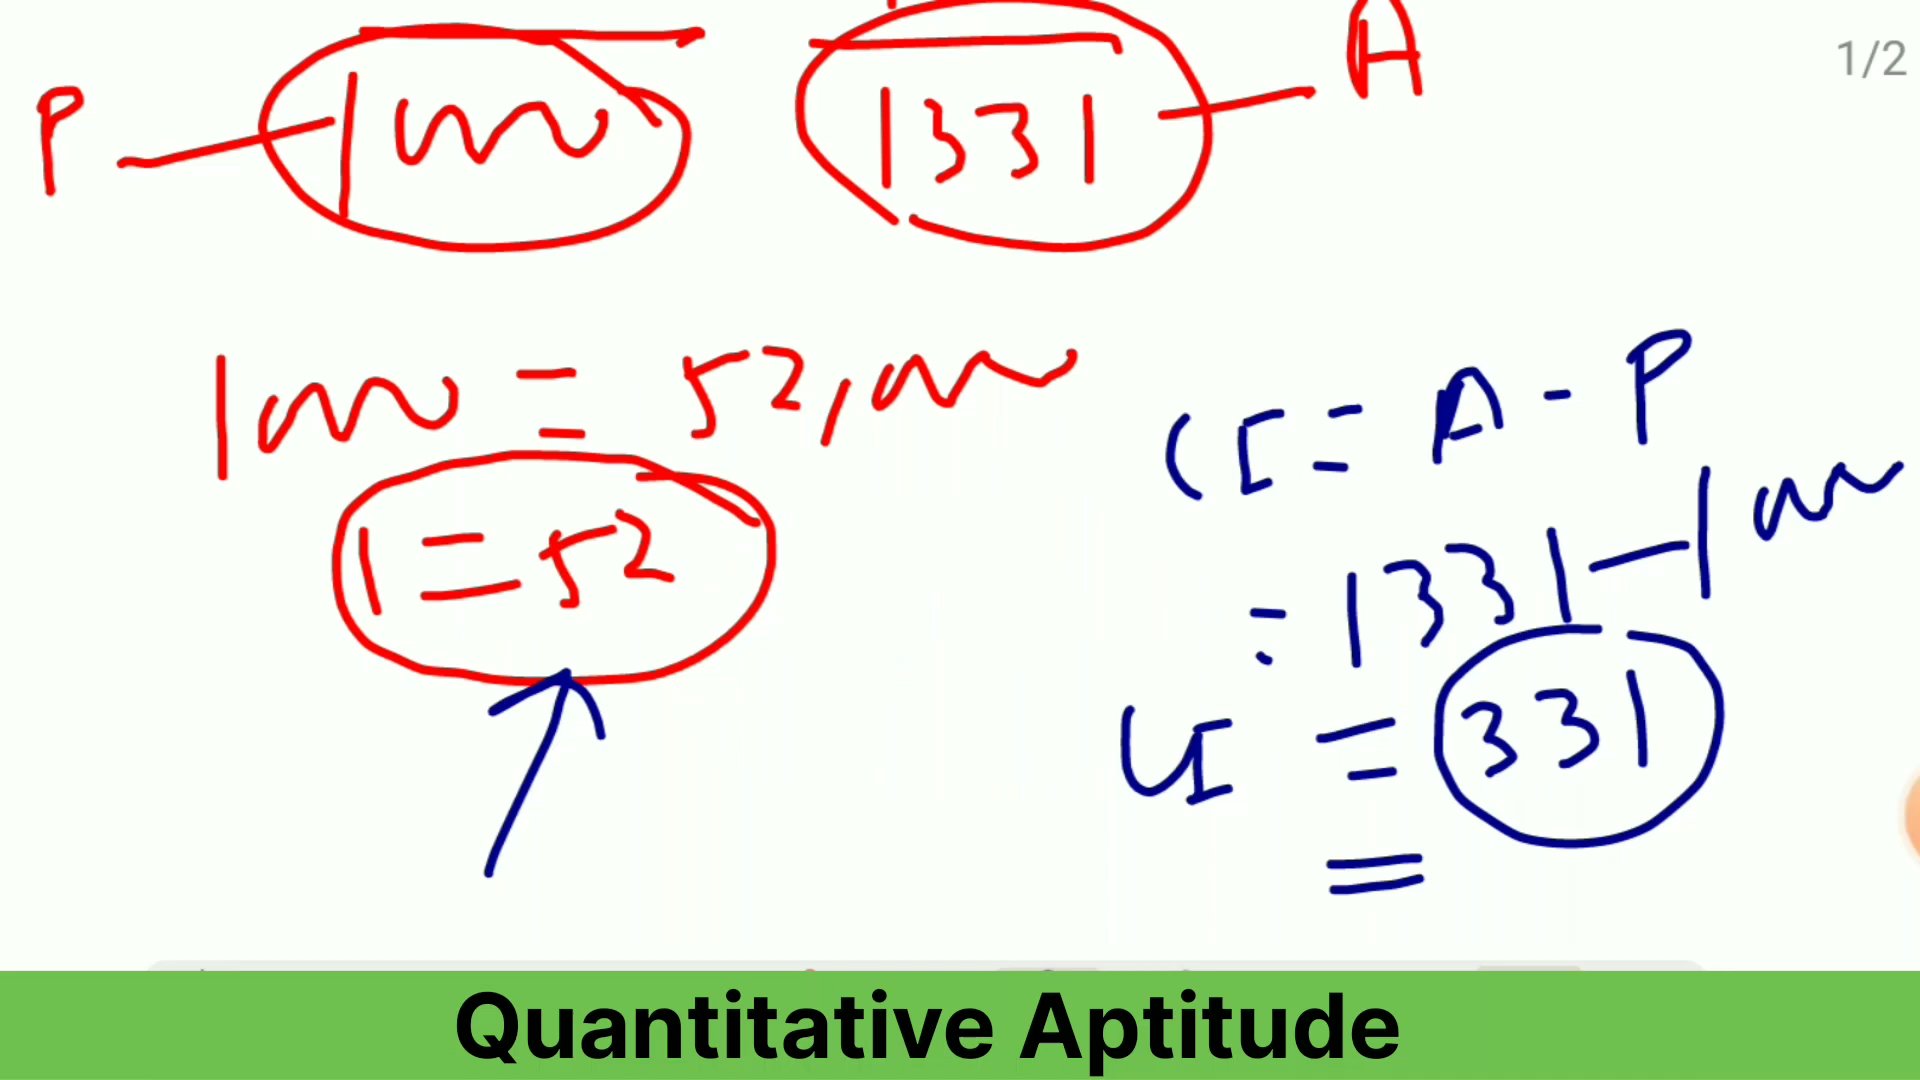 1/2
P 1000 1331 A
1000 = 52,000
1 = 52
CI = A - P
= 1331 - 1000
CI = 331
=
Quantitative Aptitude